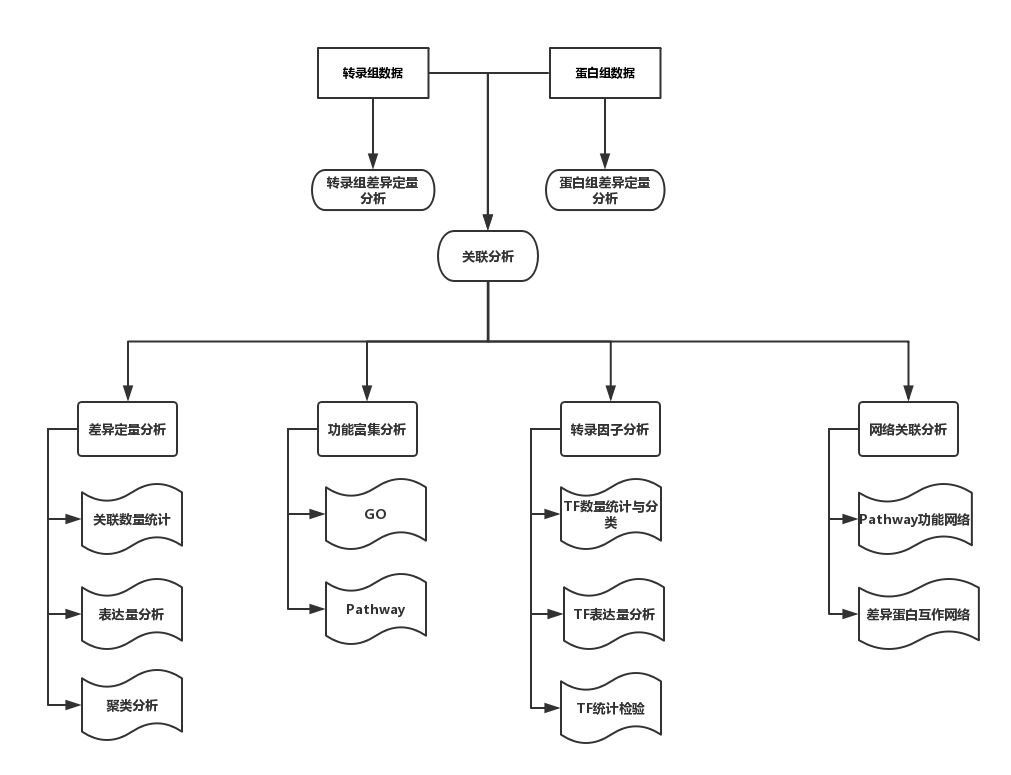 转录组数据
蛋白组数据
转录组差异定量
分析
蛋白组差异定量
分析
关联分析
差异定量分析
功能富集分析
转录因子分析
网络关联分析
关联数量统计
GO
TF数量统计与分
类
Pathway功能网络
表达量分析
Pathway
TF表达量分析
差异蛋白互作网络
聚类分析
TF统计检验